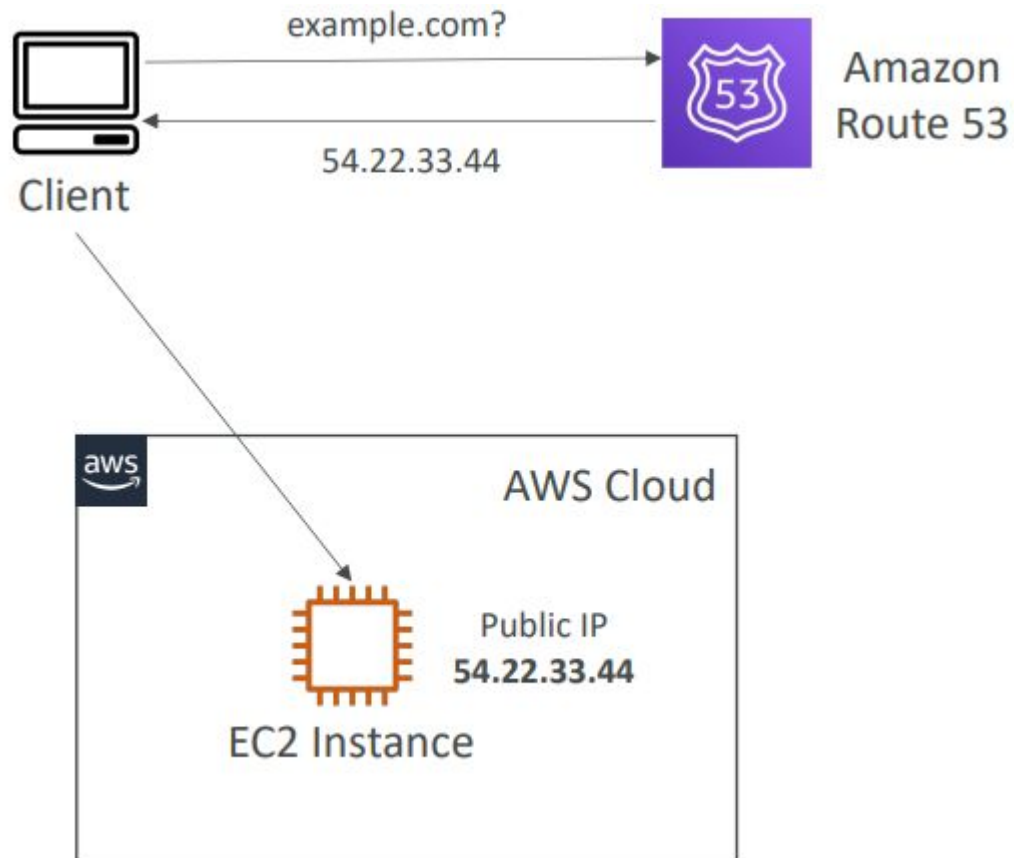 example.com?
53
Amazon
Route 53
54.22.33.44
Client
aws
AWS Cloud
Public IP
54.22.33.44
EC2 Instance